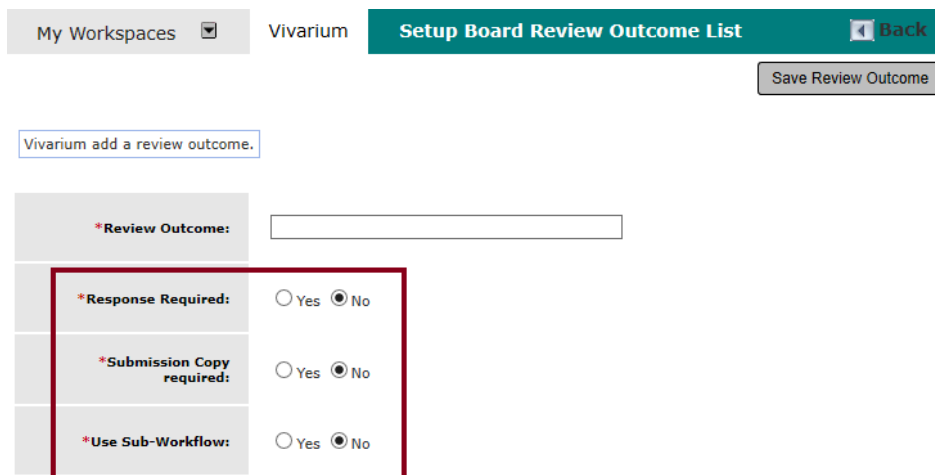 My Workspaces Vivarium Setup Board Review Outcome List Back
Save Review Outcome
Vivarium add a review outcome.
*Review Outcome:
*Response Required: Yes No
*Submission Copy
required: Yes No
*Use Sub-Workflow: Yes No